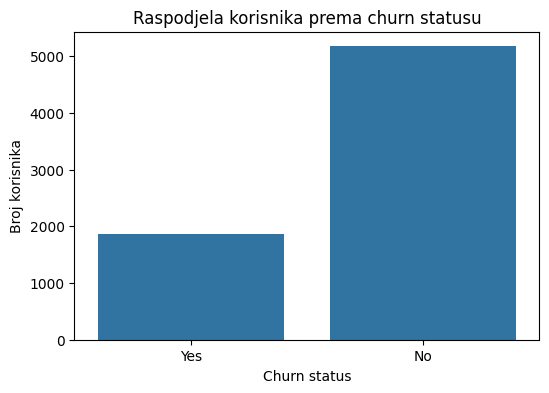 Raspodjela korisnika prema churn statusu
Broj korisnika
5000
4000
3000
2000
1000
0
Yes
No
Churn status